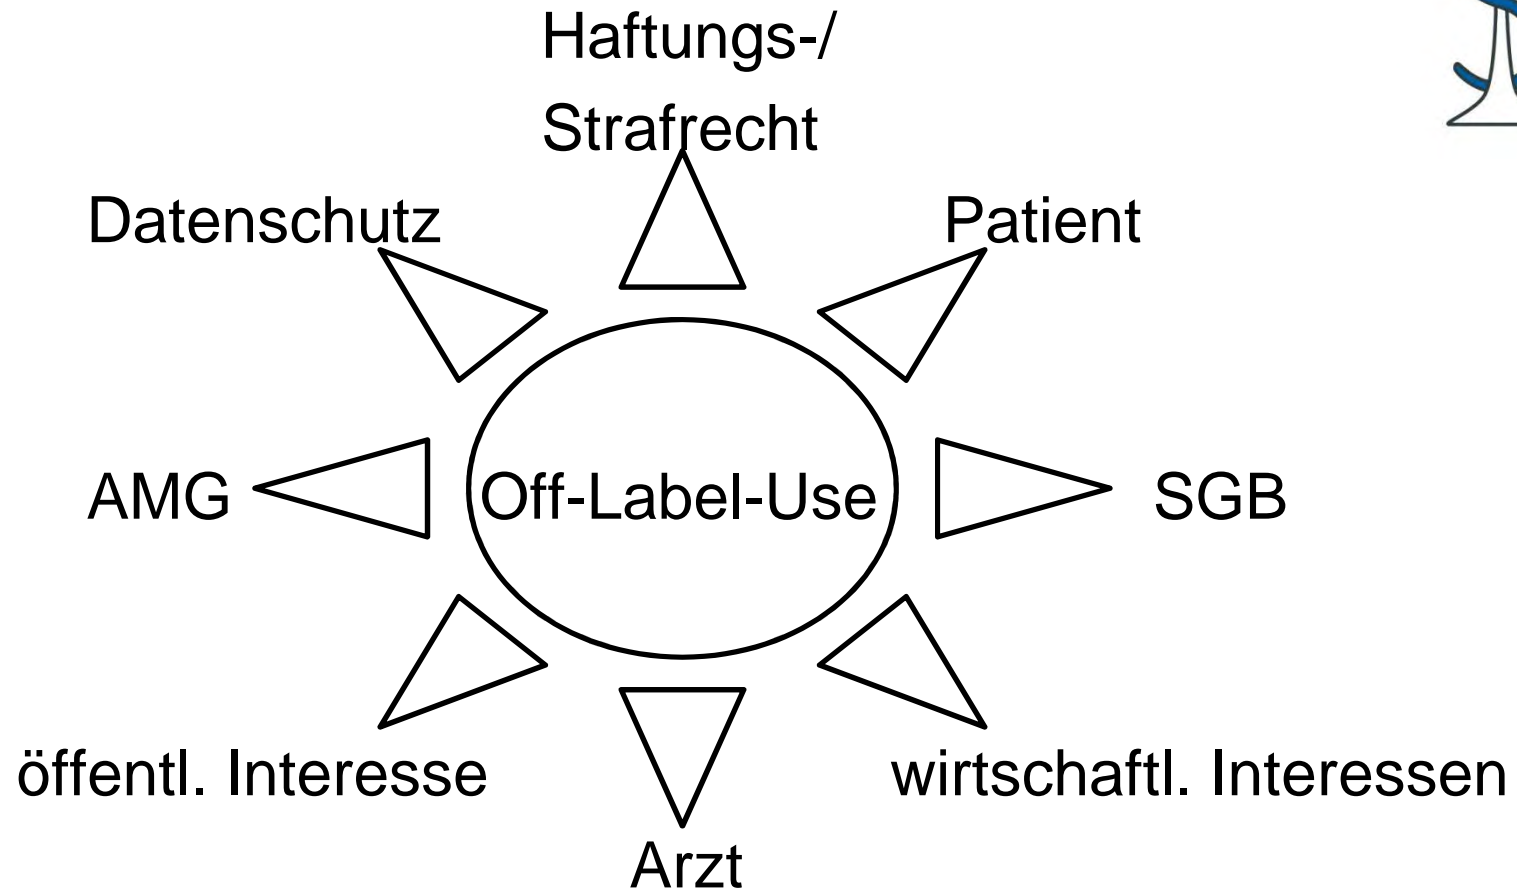 Haftungs-/
Strafrecht
Datenschutz
Patient
AMG
Off-Label-Use
SGB
öffentl. Interesse
wirtschaftl. Interessen
Arzt